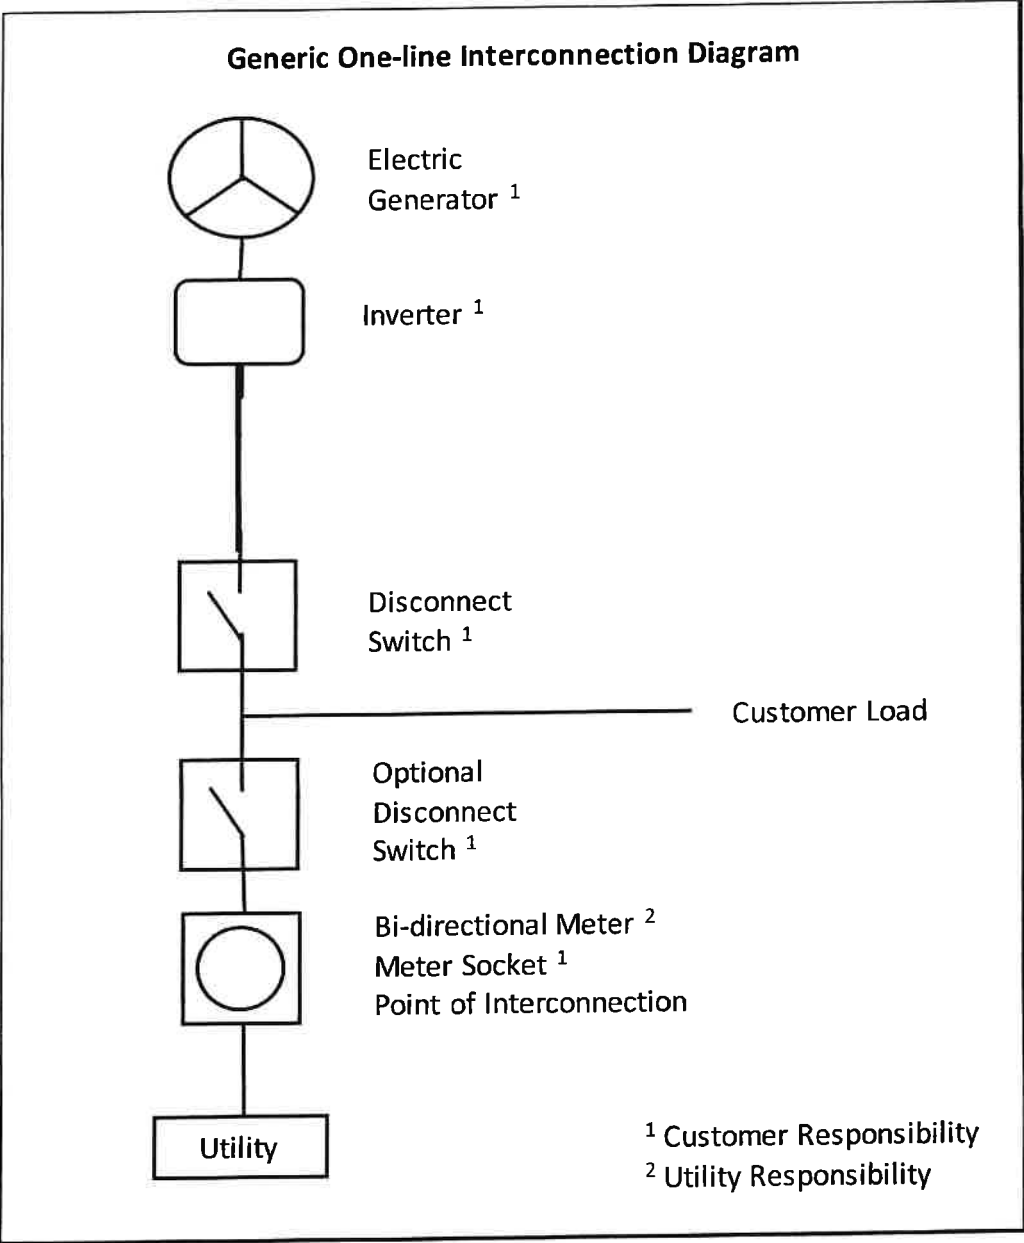 Generic One-line Interconnection Diagram
Electric
Generator ¹
Inverter ¹
Disconnect
Switch ¹
Customer Load
Optional
Disconnect
Switch ¹
Bi-directional Meter ²
Meter Socket ¹
Point of Interconnection
Utility
¹ Customer Responsibility
² Utility Responsibility